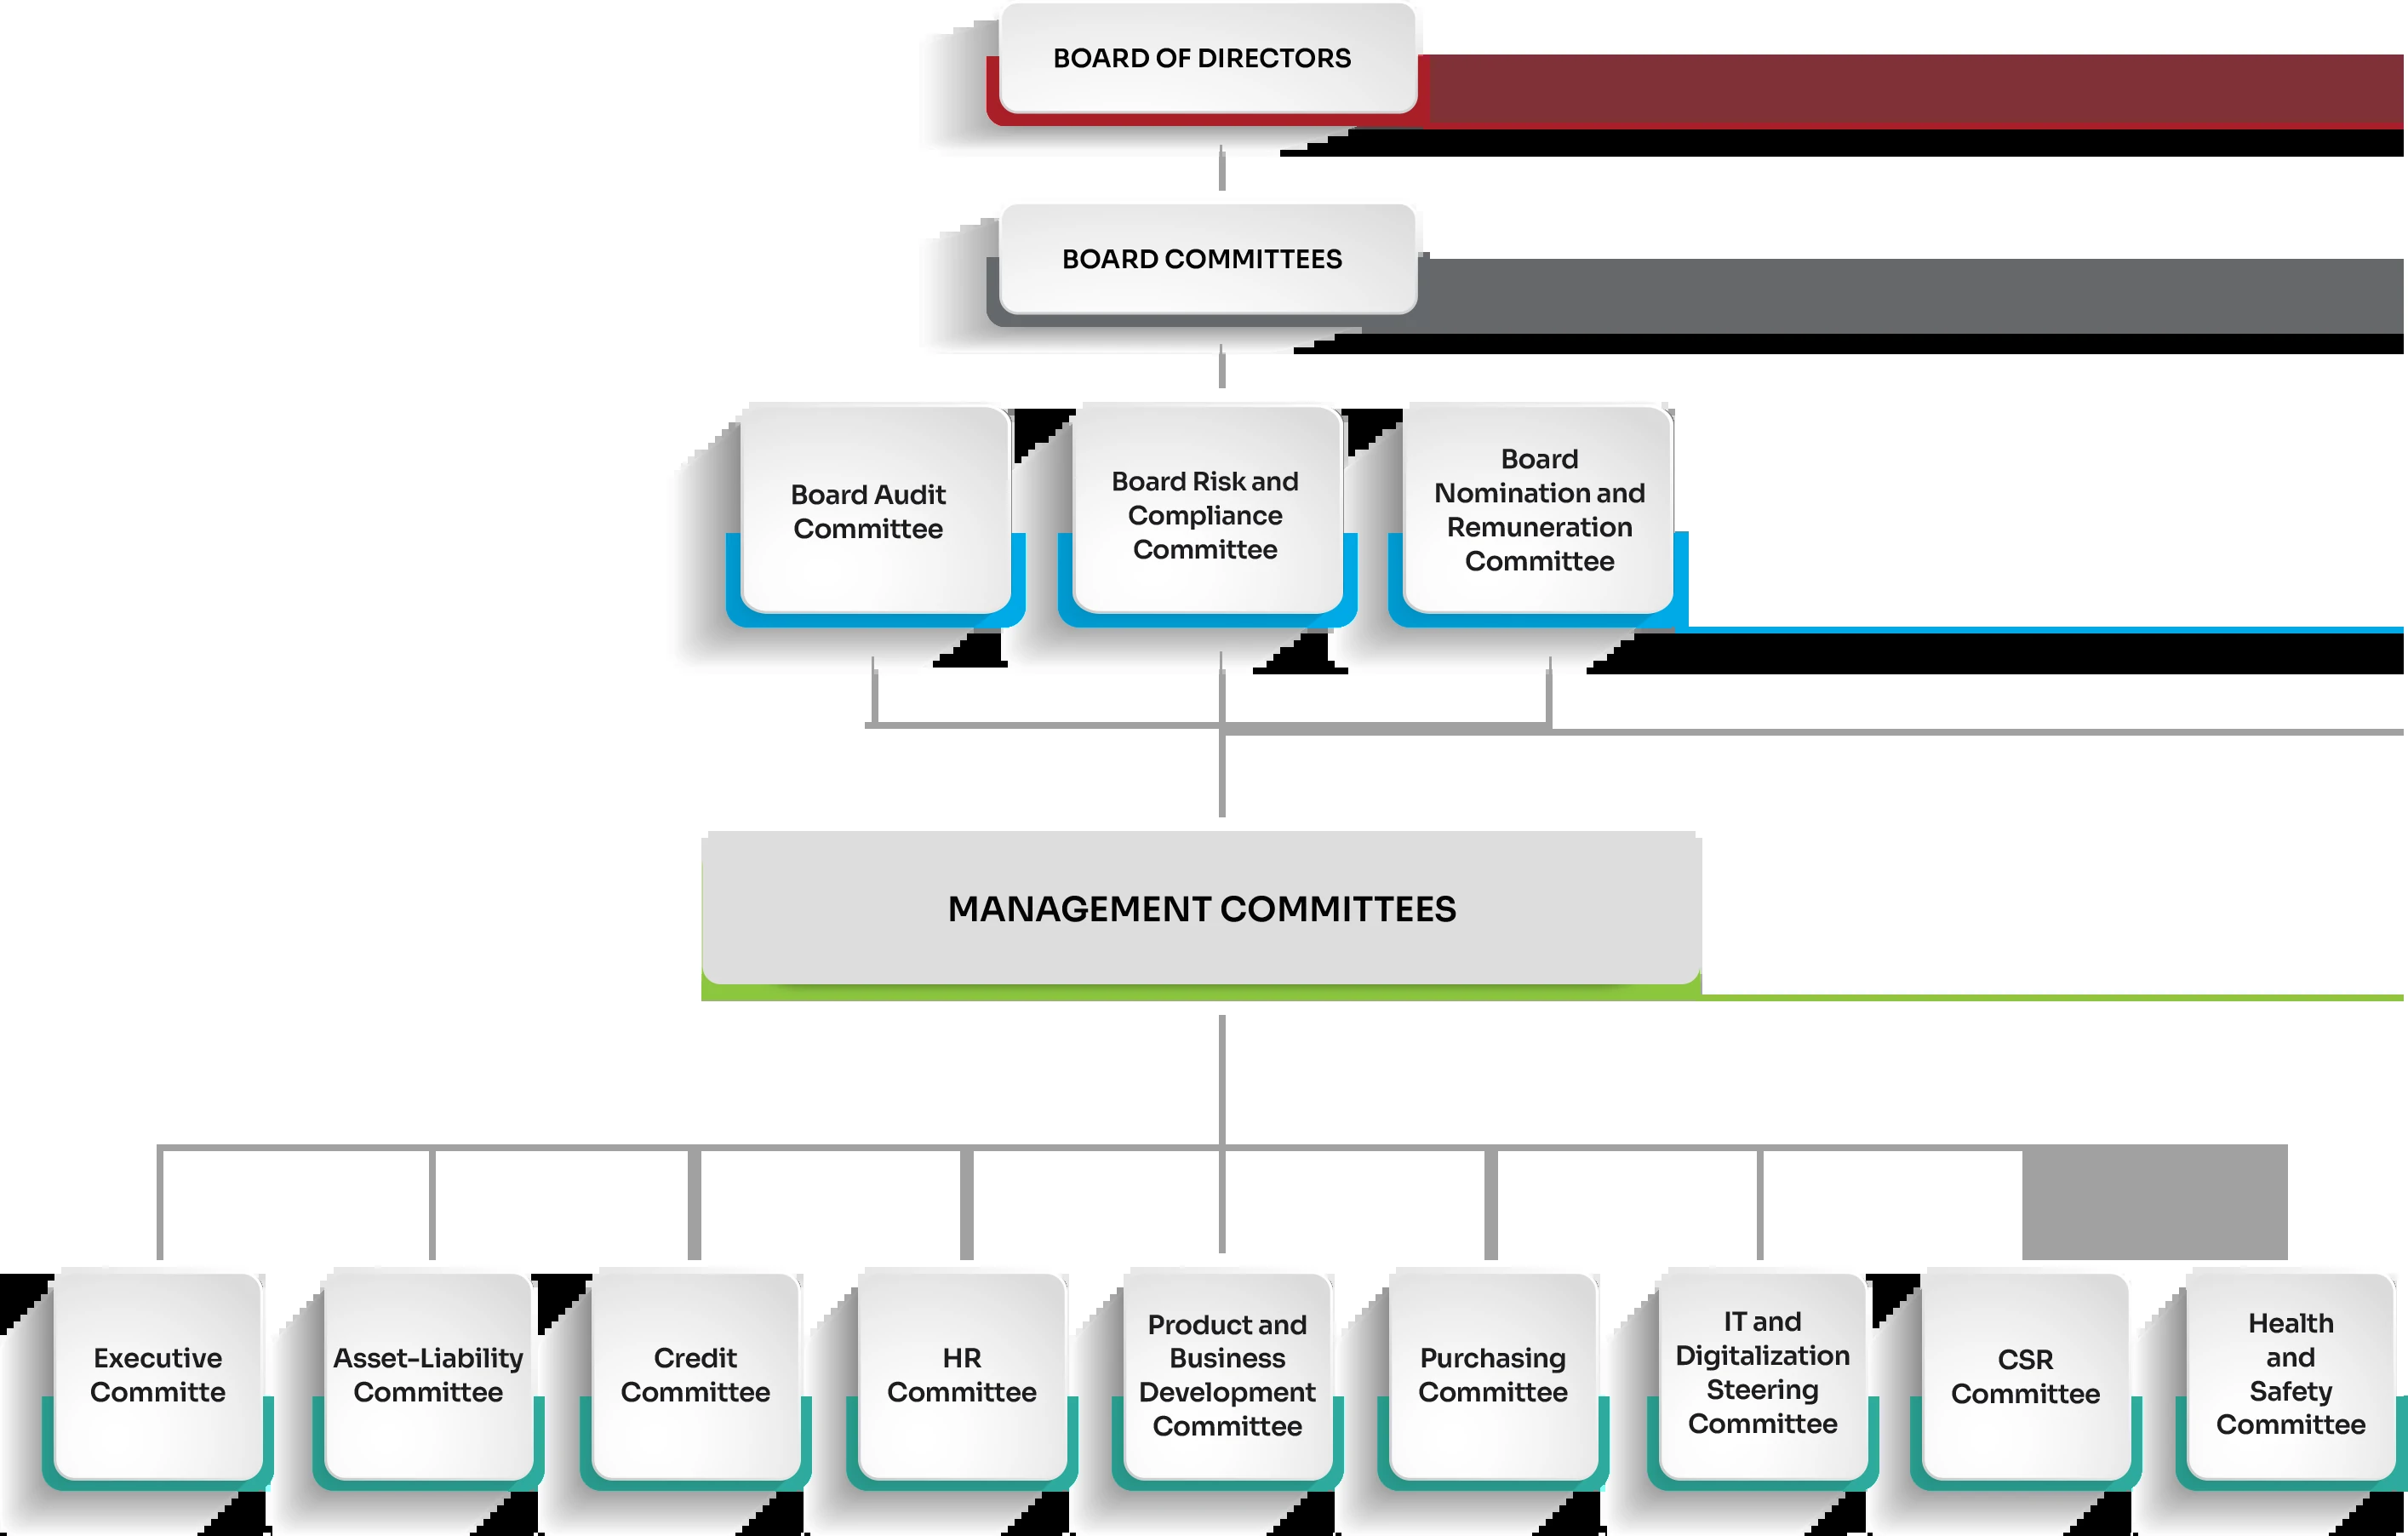 BOARD OF DIRECTORS
BOARD COMMITTEES
Board Audit
Committee
Board Risk and
Compliance
Committee
Board
Nomination and
Remuneration
Committee
MANAGEMENT COMMITTEES
Executive
Committe
Asset-Liability
Committee
Credit
Committee
HR
Committee
Product and
Business
Development
Committee
Purchasing
Committee
IT and
Digitalization
Steering
Committee
CSR
Committee
Health
and
Safety
Committee